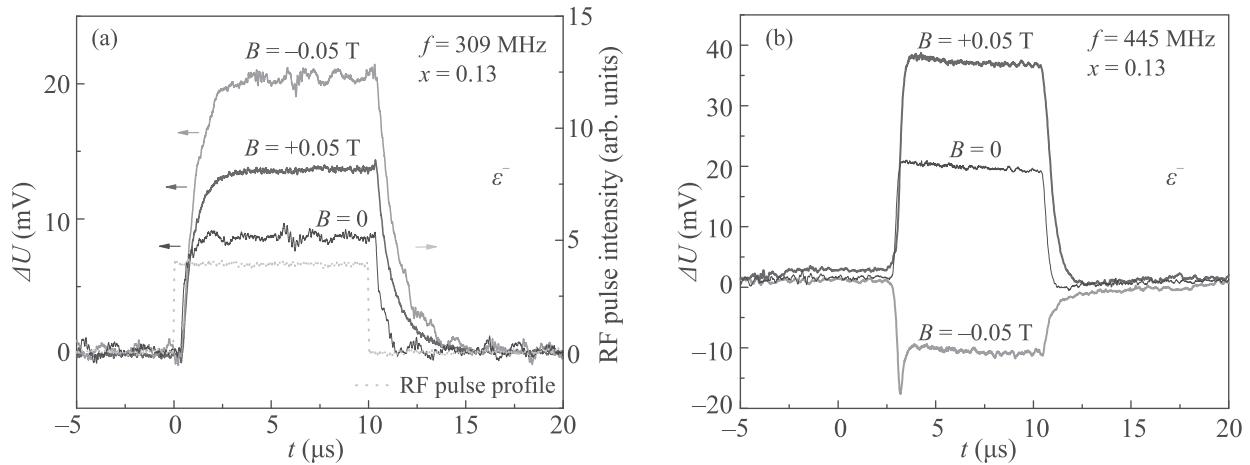 (a)
B = –0.05 T
f = 309 MHz
x = 0.13
B = +0.05 T
ε⁻
B = 0
RF pulse profile
20
10
0
ΔU (mV)
15
10
5
0
RF pulse intensity (arb. units)
–5 0 5 10 15 20
t (μs)
(b)
B = +0.05 T
f = 445 MHz
x = 0.13
B = 0
ε⁻
B = –0.05 T
40
30
20
10
0
–10
–20
ΔU (mV)
–5 0 5 10 15 20
t (μs)